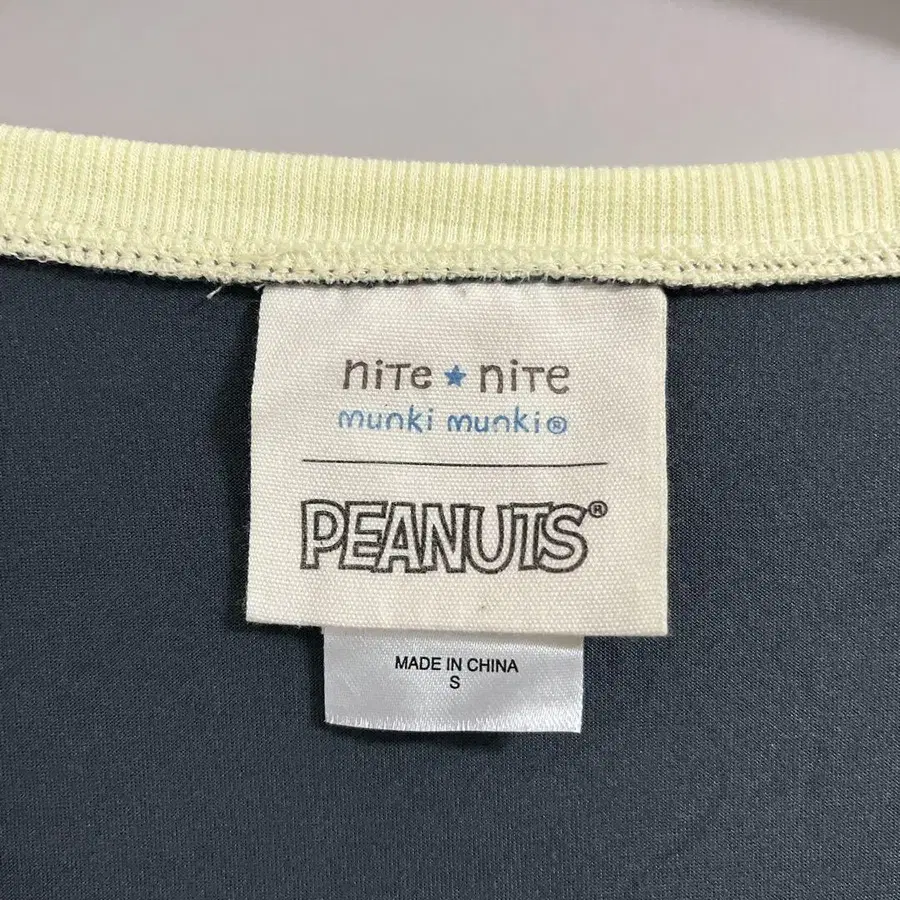 niTe ★ niTe
munki munki®
PEANUTS®
MADE IN CHINA
S